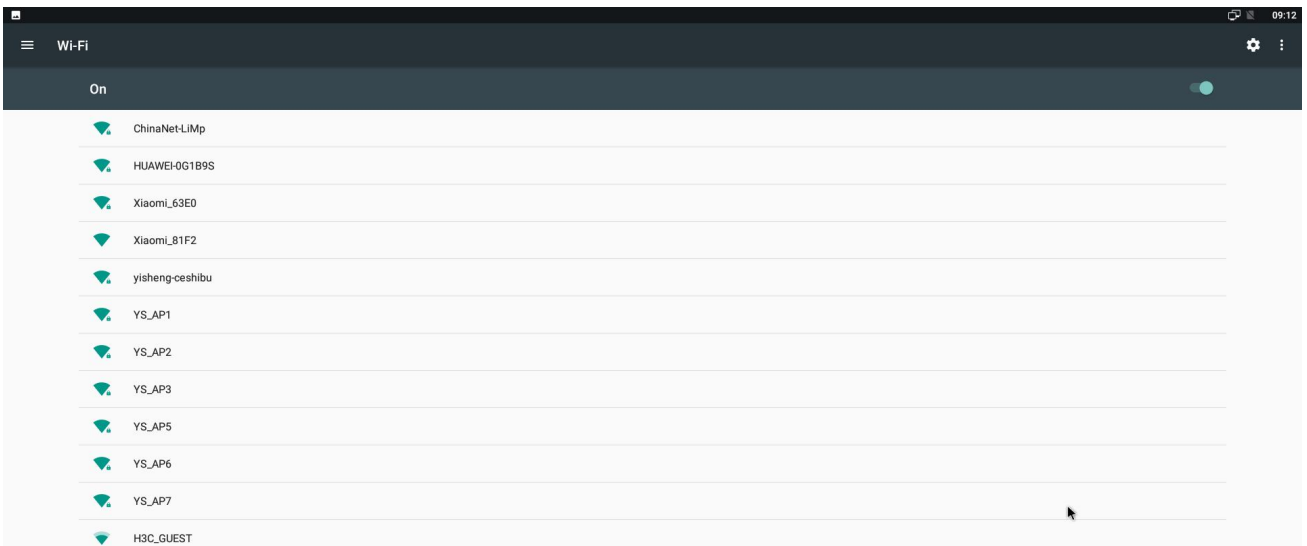 09:12
Wi-Fi
On
ChinaNet-LiMp
HUAWEI-0G1B9S
Xiaomi_63E0
Xiaomi_81F2
yisheng-ceshibu
YS_AP1
YS_AP2
YS_AP3
YS_AP5
YS_AP6
YS_AP7
H3C_GUEST